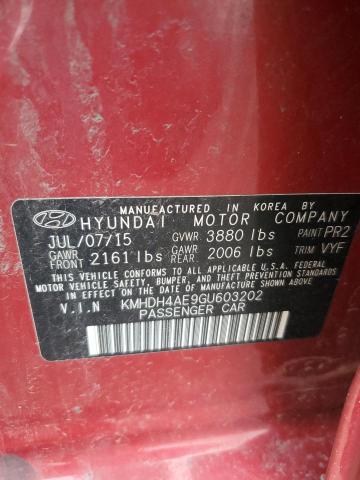 MANUFACTURED IN KOREA BY
HYUNDAI MOTOR COMPANY
JUL/07/15 GVWR 3880 lbs PAINT PR2
GAWR FRONT 2161 lbs GAWR REAR. 2006 lbs TRIM VYF
THIS VEHICLE CONFORMS TO ALL APPLICABLE U.S. FEDERAL
MOTOR VEHICLE SAFETY, BUMPER, AND THEFT PREVENTION STANDARDS
IN EFFECT ON THE DATE OF MANUFACTURE SHOWN ABOVE.
V.I.N KMHDH4AE9GU603202
PASSENGER CAR